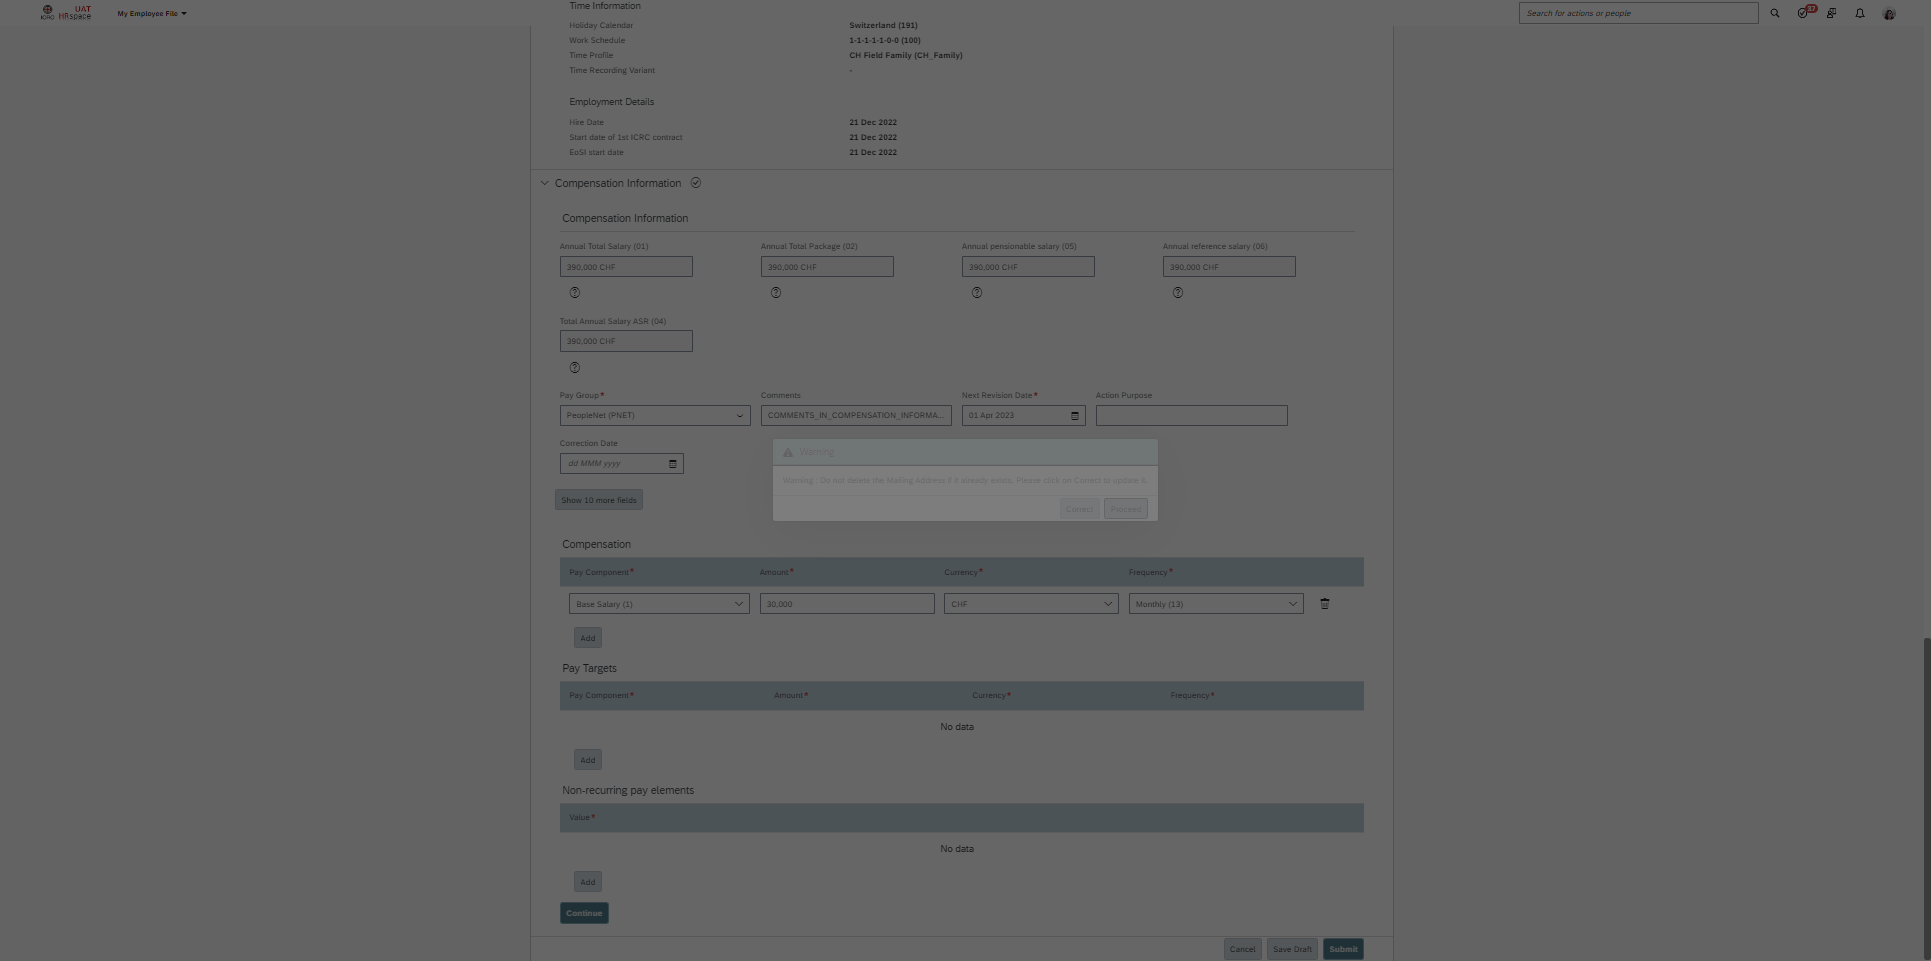 ICRC UAT HRspace
My Employee File
Search for actions or people
37
Time Information
Holiday Calendar Switzerland (191)
Work Schedule 1-1-1-1-1-0-0 (100)
Time Profile CH Field Family (CH_Family)
Time Recording Variant -
Employment Details
Hire Date 21 Dec 2022
Start date of 1st ICRC contract 21 Dec 2022
EoSI start date 21 Dec 2022
Compensation Information
Compensation Information
Annual Total Salary (01) Annual Total Package (02) Annual pensionable salary (05) Annual reference salary (06)
390,000 CHF 390,000 CHF 390,000 CHF 390,000 CHF
Total Annual Salary ASR (04)
390,000 CHF
Pay Group* Comments Next Revision Date* Action Purpose
PeopleNet (PNET) COMMENTS_IN_COMPENSATION_INFORMA... 01 Apr 2023
Correction Date
dd MMM yyyy
Warning
Warning : Do not delete the Mailing Address if it already exists. Please click on Correct to update it.
Correct Proceed
Show 10 more fields
Compensation
Pay Component* Amount* Currency* Frequency*
Base Salary (1) 30,000 CHF Monthly (13)
Add
Pay Targets
Pay Component* Amount* Currency* Frequency*
No data
Add
Non-recurring pay elements
Value*
No data
Add
Continue
Cancel Save Draft Submit